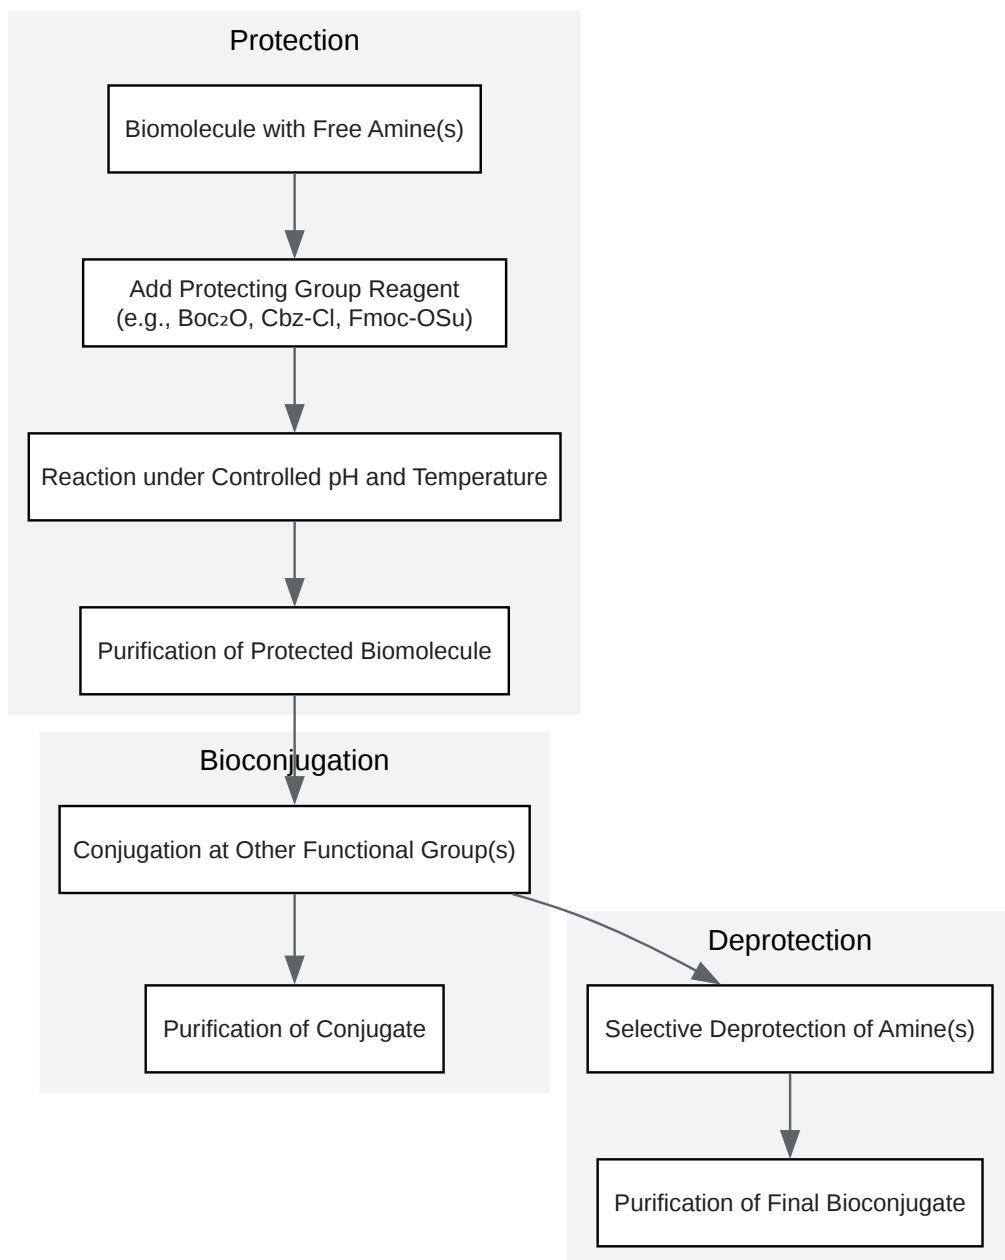 Protection
Biomolecule with Free Amine(s)
Add Protecting Group Reagent
(e.g., Boc₂O, Cbz-Cl, Fmoc-OSu)
Reaction under Controlled pH and Temperature
Purification of Protected Biomolecule
Bioconjugation
Conjugation at Other Functional Group(s)
Purification of Conjugate
Deprotection
Selective Deprotection of Amine(s)
Purification of Final Bioconjugate